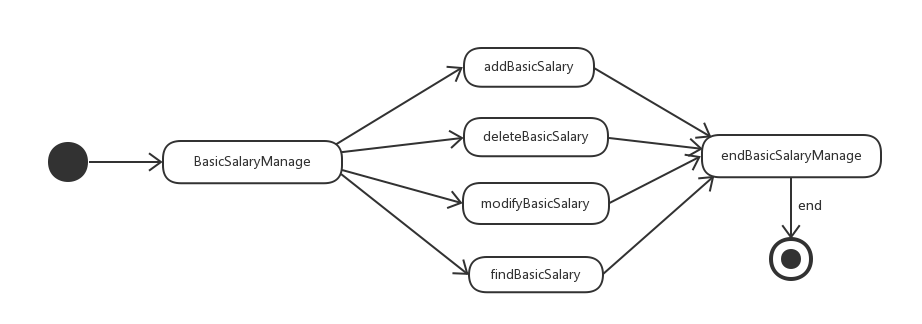 addBasicSalary
deleteBasicSalary
BasicSalaryManage
endBasicSalaryManage
modifyBasicSalary
end
findBasicSalary